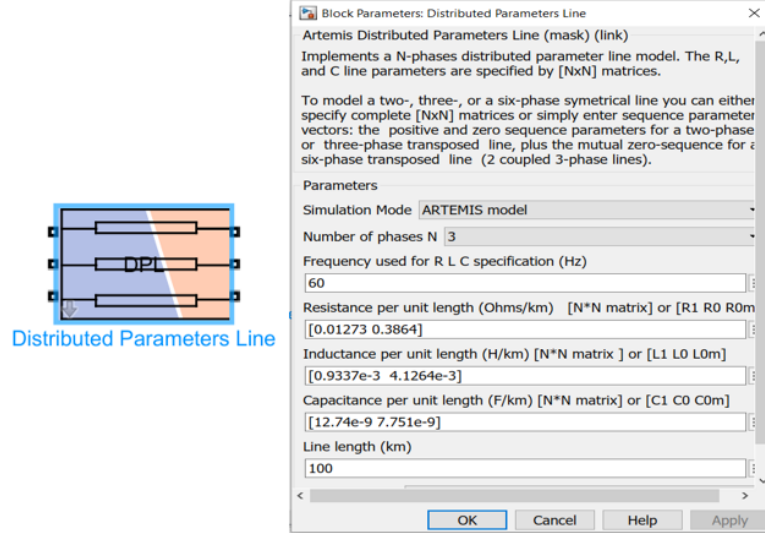 DPL
Distributed Parameters Line
Block Parameters: Distributed Parameters Line
Artemis Distributed Parameters Line (mask) (link)
Implements a N-phases distributed parameter line model. The R,L,
and C line parameters are specified by [NxN] matrices.
To model a two-, three-, or a six-phase symetrical line you can either
specify complete [NxN] matrices or simply enter sequence parameter
vectors: the positive and zero sequence parameters for a two-phase
or three-phase transposed line, plus the mutual zero-sequence for a
six-phase transposed line (2 coupled 3-phase lines).
Parameters
Simulation Mode ARTEMIS model
Number of phases N 3
Frequency used for R L C specification (Hz)
60
Resistance per unit length (Ohms/km) [N*N matrix] or [R1 R0 R0m
[0.01273 0.3864]
Inductance per unit length (H/km) [N*N matrix ] or [L1 L0 L0m]
[0.9337e-3 4.1264e-3]
Capacitance per unit length (F/km) [N*N matrix] or [C1 C0 C0m]
[12.74e-9 7.751e-9]
Line length (km)
100
OK Cancel Help Apply